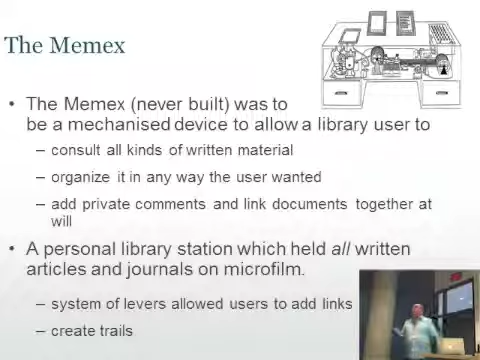 The Memex
• The Memex (never built) was to
be a mechanised device to allow a library user to
– consult all kinds of written material
– organize it in any way the user wanted
– add private comments and link documents together at
will
• A personal library station which held all written
articles and journals on microfilm.
– system of levers allowed users to add links
– create trails